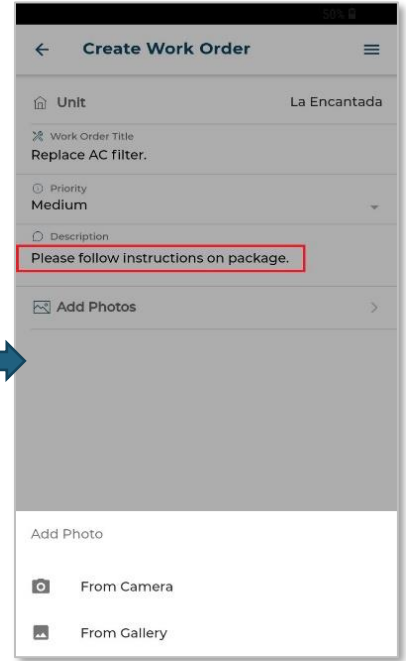 50%
Create Work Order
Unit La Encantada
Work Order Title
Replace AC filter.
Priority
Medium
Description
Please follow instructions on package.
Add Photos
Add Photo
From Camera
From Gallery